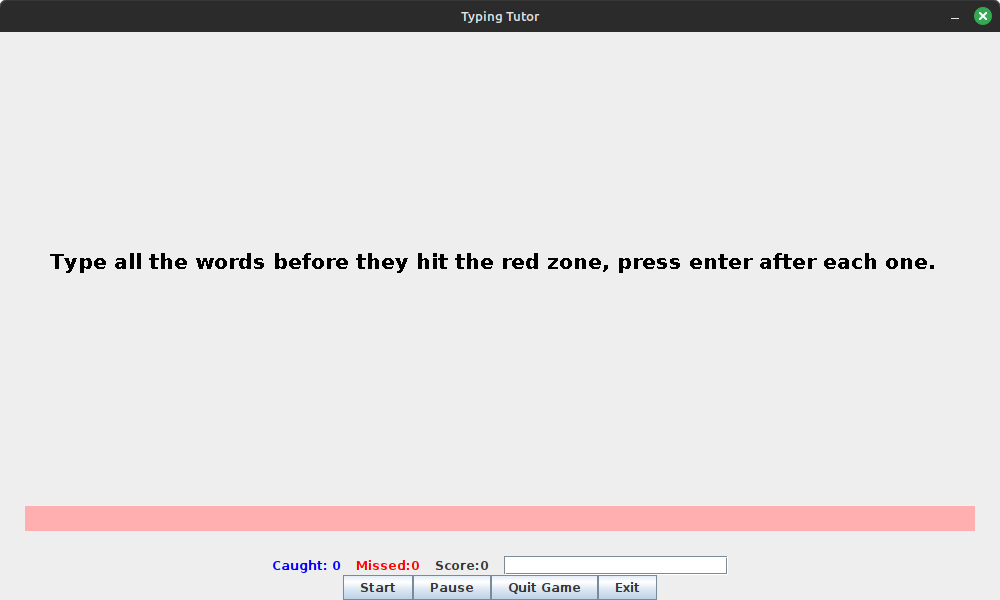 Typing Tutor
Type all the words before they hit the red zone, press enter after each one.
Caught: 0 Missed:0 Score:0
Start Pause Quit Game Exit